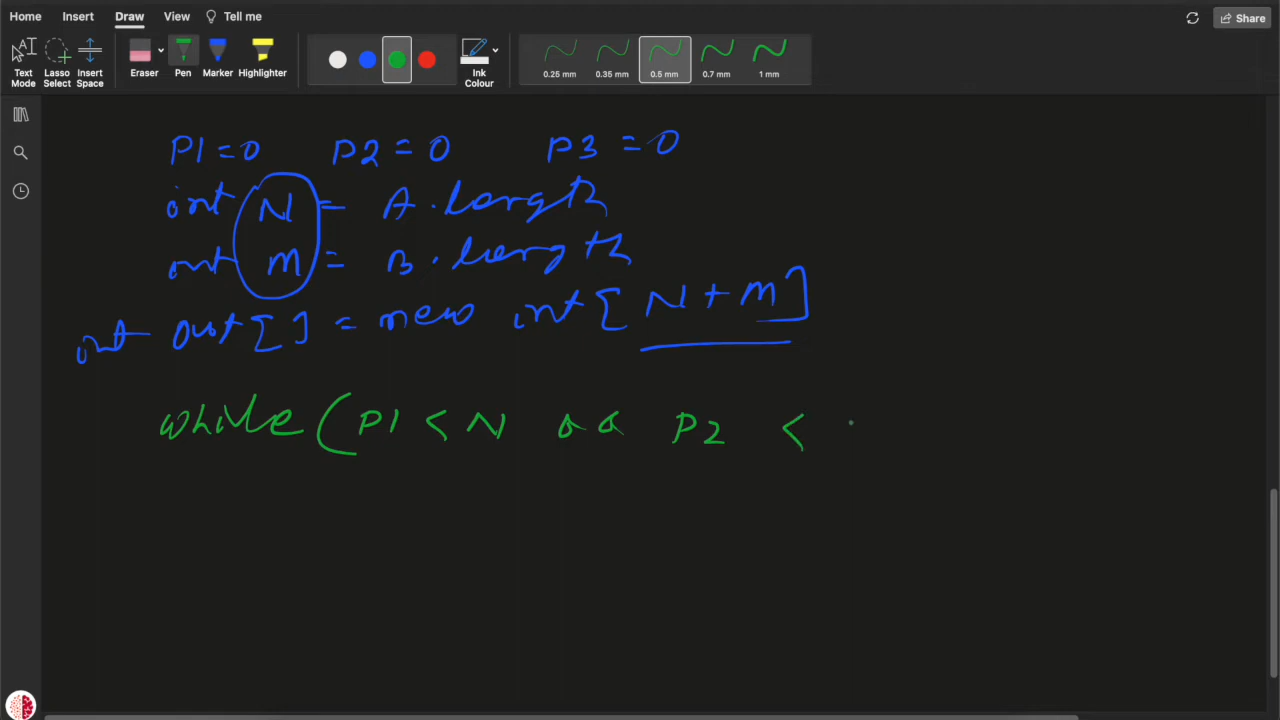 Home Insert Draw View Tell me Share
Text Mode Lasso Select Insert Space Eraser Pen Marker Highlighter Ink Colour 0.25 mm 0.35 mm 0.5 mm 0.7 mm 1 mm
P1 = 0 P2 = 0 P3 = 0
int N = A.length
int m = B.length
int out[] = new int[N+m]
while (P1 < N && P2 <